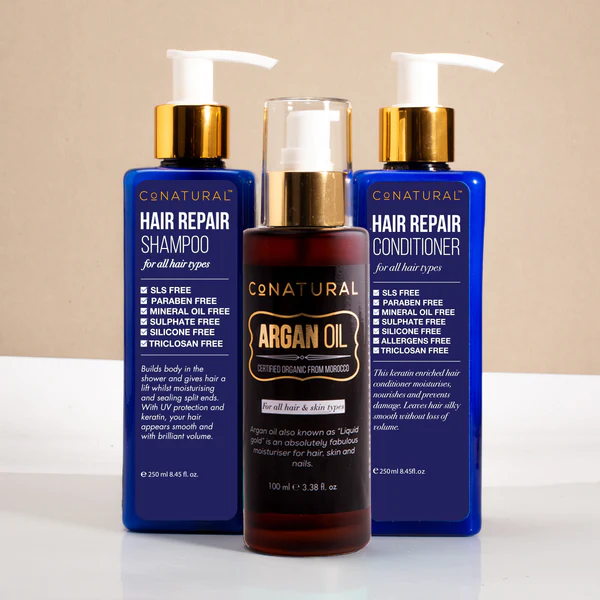 CoNATURAL™
HAIR REPAIR
SHAMPOO
for all hair types
SLS FREE
PARABEN FREE
MINERAL OIL FREE
SULPHATE FREE
SILICONE FREE
TRICLOSAN FREE
Builds body in the
shower and gives hair a
lift whilst moisturising
and sealing split ends.
With UV protection and
keratin, your hair
appears smooth and
with brilliant volume.
℮ 250 ml 8.45 fl. oz.
CoNATURAL
ARGAN OIL
CERTIFIED ORGANIC FROM MOROCCO
For all hair & skin types
Argan oil also known as "Liquid
gold" is an absolutely fabulous
moisturiser for hair, skin and
nails.
100 ml ℮ 3.38 fl. oz
CoNATURAL™
HAIR REPAIR
CONDITIONER
for all hair types
SLS FREE
PARABEN FREE
MINERAL OIL FREE
SULPHATE FREE
SILICONE FREE
ALLERGENS FREE
TRICLOSAN FREE
This keratin enriched hair
conditioner moisturises,
nourishes and prevents
damage. Leaves hair silky
smooth without loss of
volume.
℮ 250 ml 8.45fl.oz.